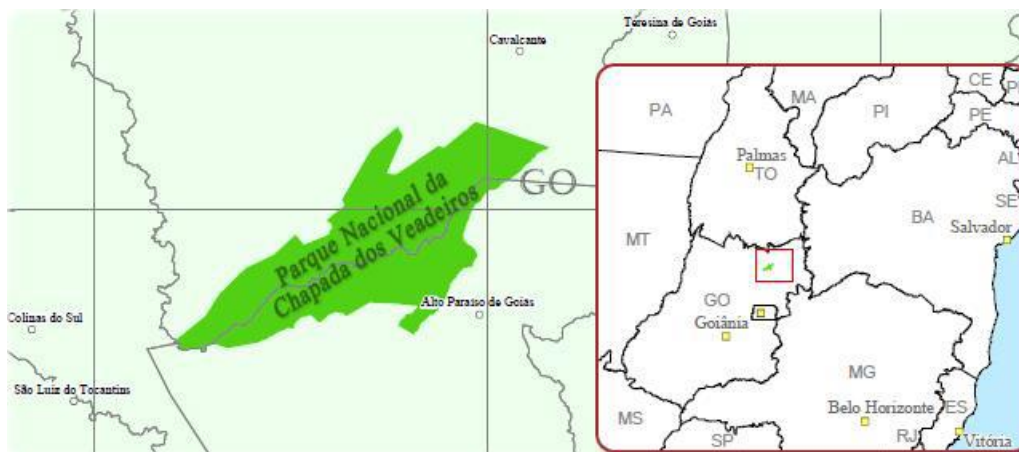 Teresina de Goiás
Cavalcante
GO
Parque Nacional da
Chapada dos Veadeiros
Alto Paraíso de Goiás
Colinas do Sul
São Luiz do Tocantins
PA
MA
CE
PI
PE
AL
SE
Palmas
TO
BA
Salvador
MT
GO
Goiânia
MG
Belo Horizonte
ES
MS
SP
RJ
Vitória